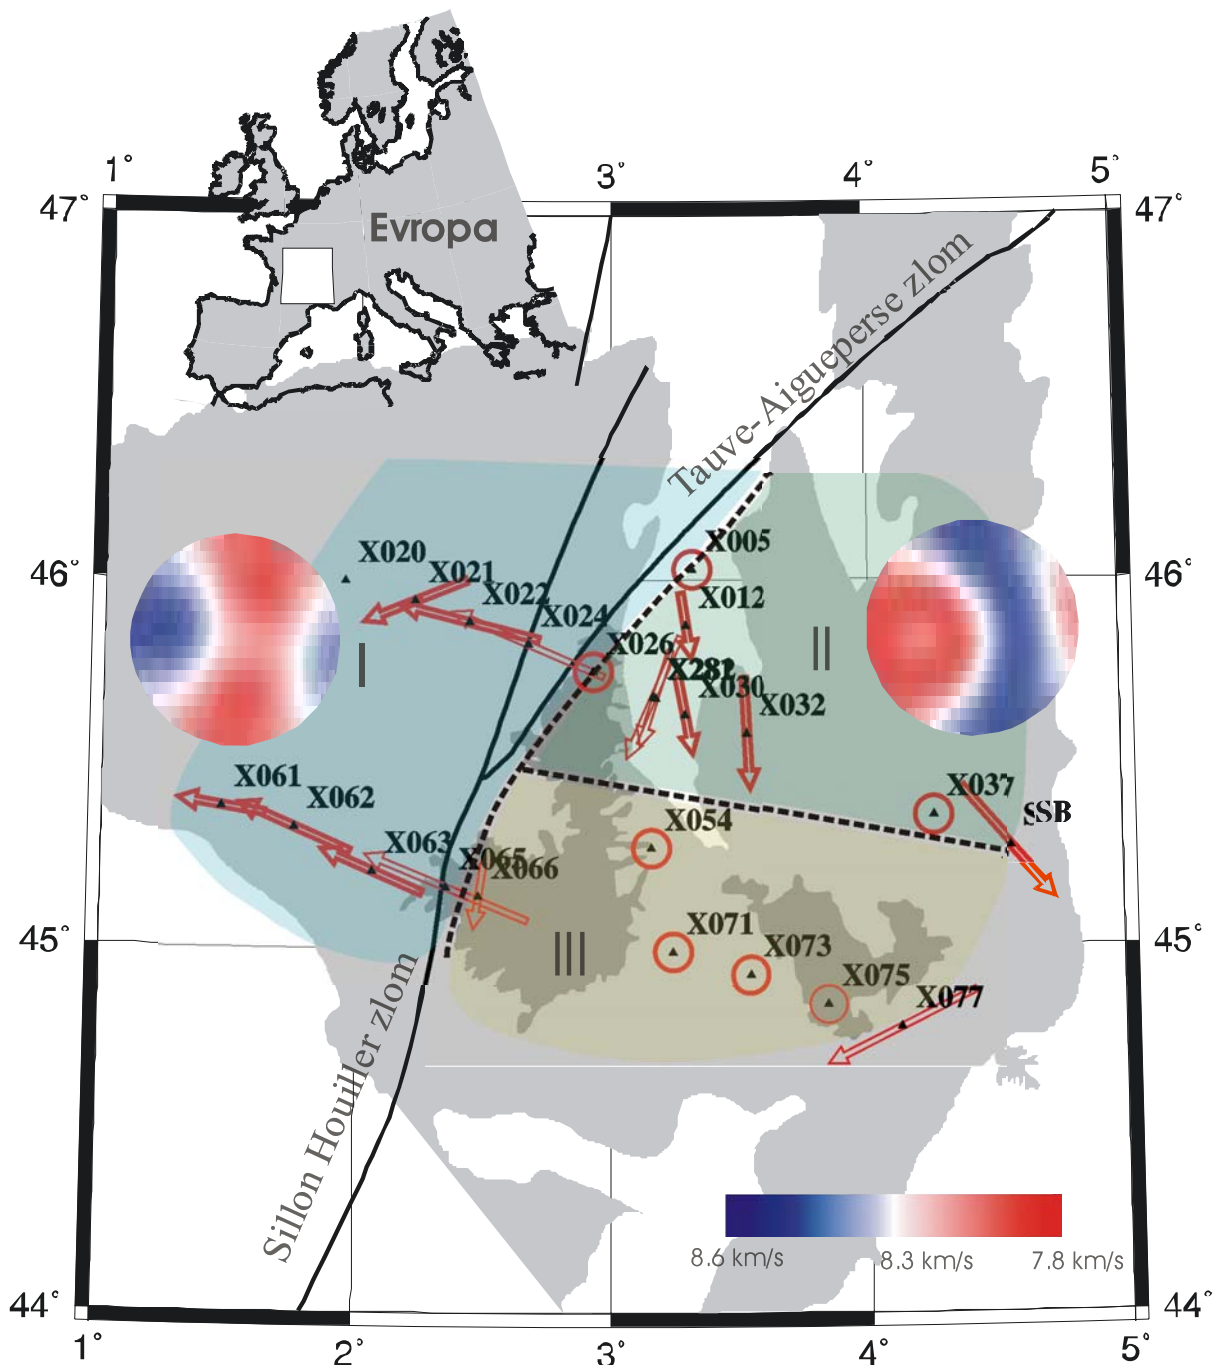 Evropa
1°
3°
4°
5°
47°
47°
Tauve-Aigueperse zlom
X005
X020
X021
46°
46°
X022
X012
X024
X026
I
II
X281
X030
X032
X061
X037
X062
SSB
X054
X063
X065
X066
X071
45°
III
X073
45°
X075
X077
Sillon Houiller zlom
8.6 km/s
8.3 km/s
7.8 km/s
44°
44°
1°
2°
3°
4°
5°